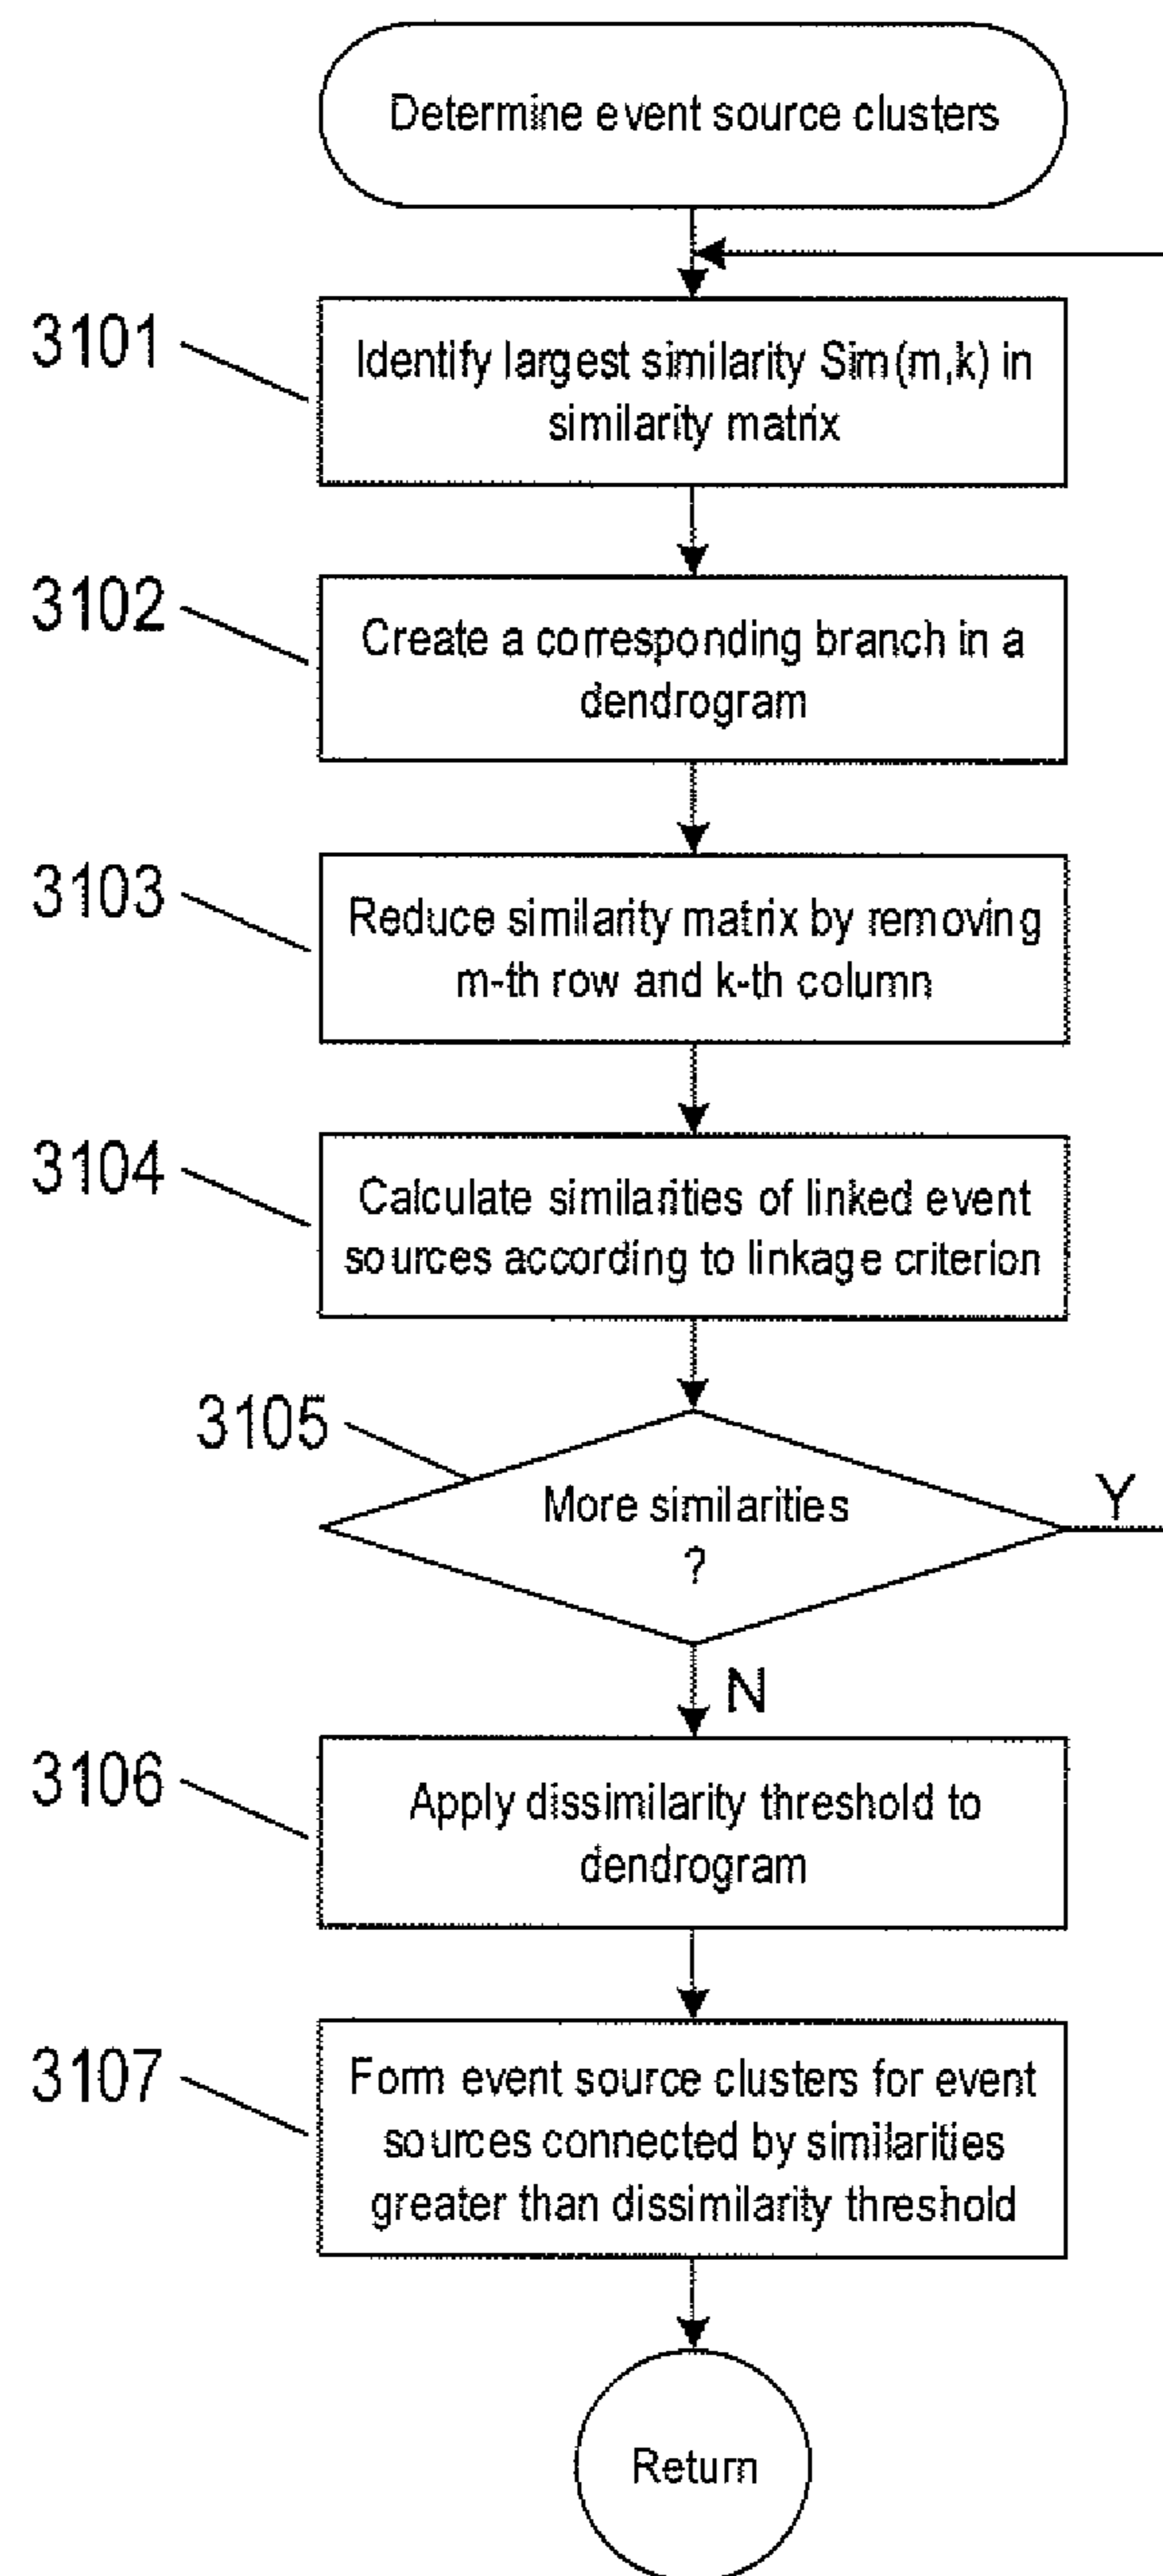 Determine event source clusters
3101
Identify largest similarity Sim(m,k) in
similarity matrix
3102
Create a corresponding branch in a
dendrogram
3103
Reduce similarity matrix by removing
m-th row and k-th column
3104
Calculate similarities of linked event
sources according to linkage criterion
3105
More similarities
?
Y
N
3106
Apply dissimilarity threshold to
dendrogram
3107
Form event source clusters for event
sources connected by similarities
greater than dissimilarity threshold
Return